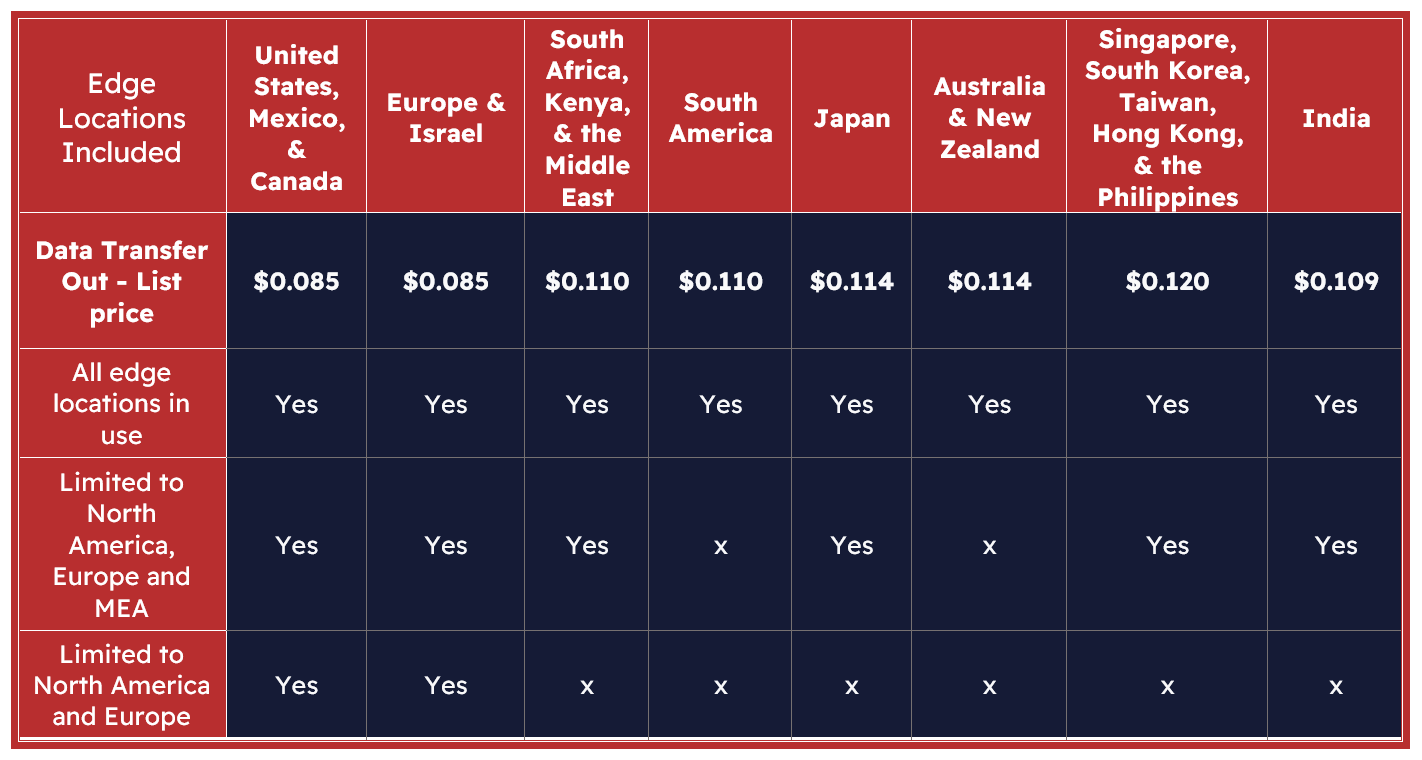 Edge
Locations
Included
United
States,
Mexico,
&
Canada
Europe &
Israel
South
Africa,
Kenya,
& the
Middle
East
South
America
Japan
Australia
& New
Zealand
Singapore,
South Korea,
Taiwan,
Hong Kong,
& the
Philippines
India
Data Transfer
Out - List
price
$0.085
$0.085
$0.110
$0.110
$0.114
$0.114
$0.120
$0.109
All edge
locations in
use
Yes
Yes
Yes
Yes
Yes
Yes
Yes
Yes
Limited to
North
America,
Europe and
MEA
Yes
Yes
Yes
x
Yes
x
Yes
Yes
Limited to
North America
and Europe
Yes
Yes
x
x
x
x
x
x